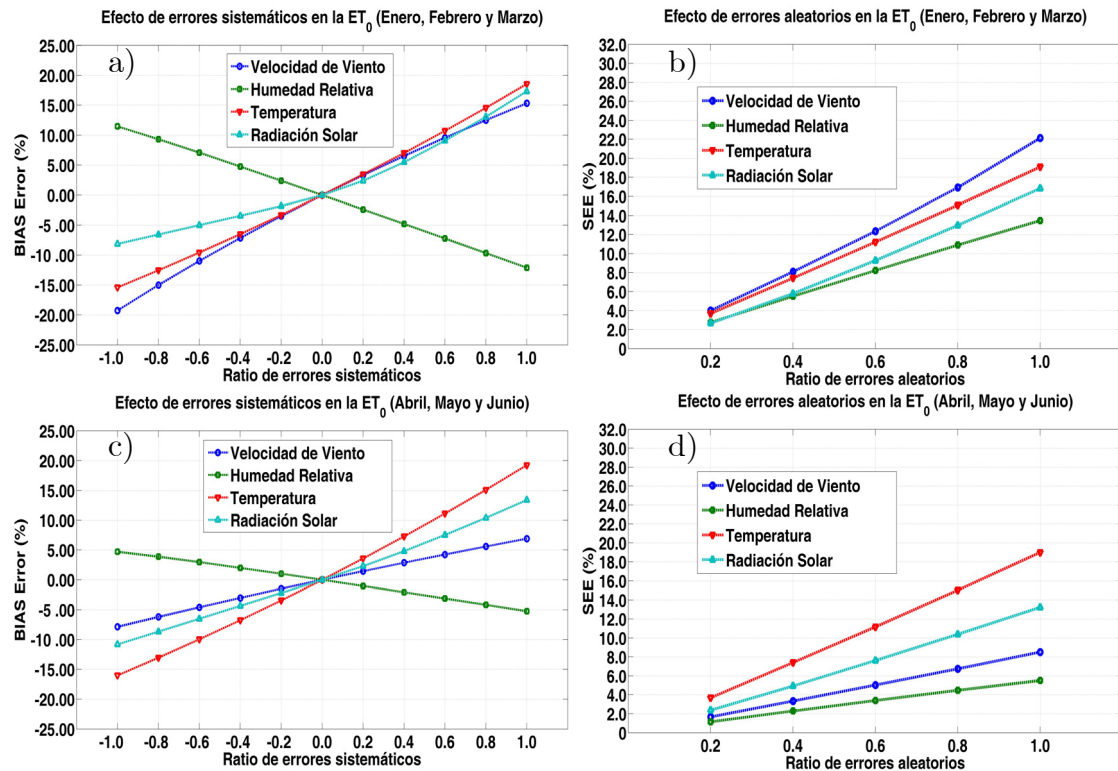 Efecto de errores sistemáticos en la ET0 (Enero, Febrero y Marzo)
a)
25.00
20.00
15.00
10.00
5.00
0.00
-5.00
-10 .00
-15.00
-20.00
-25.00
BIAS Error (%)
Velocidad de Viento
Humedad Relativa
Temperatura
Radiación Solar
-1.0 -0.8 -0.6 -0.4 -0.2 0.0 0.2 0.4 0.6 0.8 1.0
Ratio de errores sistemáticos
Efecto de errores aleatorios en la ET0 (Enero, Febrero y Marzo)
b)
32.0
30.0
28.0
26.0
24.0
22.0
20.0
18.0
16.0
14.0
12.0
10.0
8.0
6.0
4.0
2.0
0
SEE (%)
Velocidad de Viento
Humedad Relativa
Temperatura
Radiación Solar
0.2 0.4 0.6 0.8 1.0
Ratio de errores aleatorios
Efecto de errores sistemáticos en la ET0 (Abril, Mayo y Junio)
c)
25.00
20.00
15.00
10.00
5.00
0.00
-5.00
-10 .00
-15.00
-20.00
-25.00
BIAS Error (%)
Velocidad de Viento
Humedad Relativa
Temperatura
Radiación Solar
-1.0 -0.8 -0.6 -0.4 -0.2 0.0 0.2 0.4 0.6 0.8 1.0
Ratio de errores sistemáticos
Efecto de errores aleatorios en la ET0 (Abril, Mayo y Junio)
d)
32.0
30.0
28.0
26.0
24.0
22.0
20.0
18.0
16.0
14.0
12.0
10.0
8.0
6.0
4.0
2.0
0
SEE (%)
Velocidad de Viento
Humedad Relativa
Temperatura
Radiación Solar
0.2 0.4 0.6 0.8 1.0
Ratio de errores aleatorios